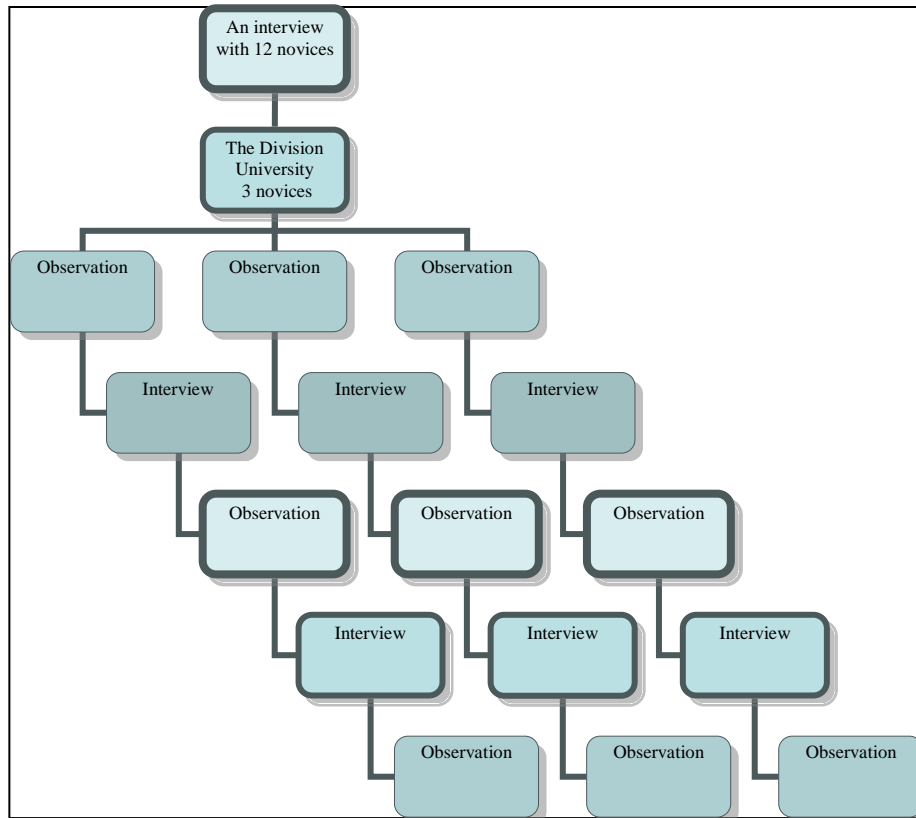 An interview
with 12 novices
The Division
University
3 novices
Observation
Observation
Observation
Interview
Interview
Interview
Observation
Observation
Observation
Interview
Interview
Interview
Observation
Observation
Observation